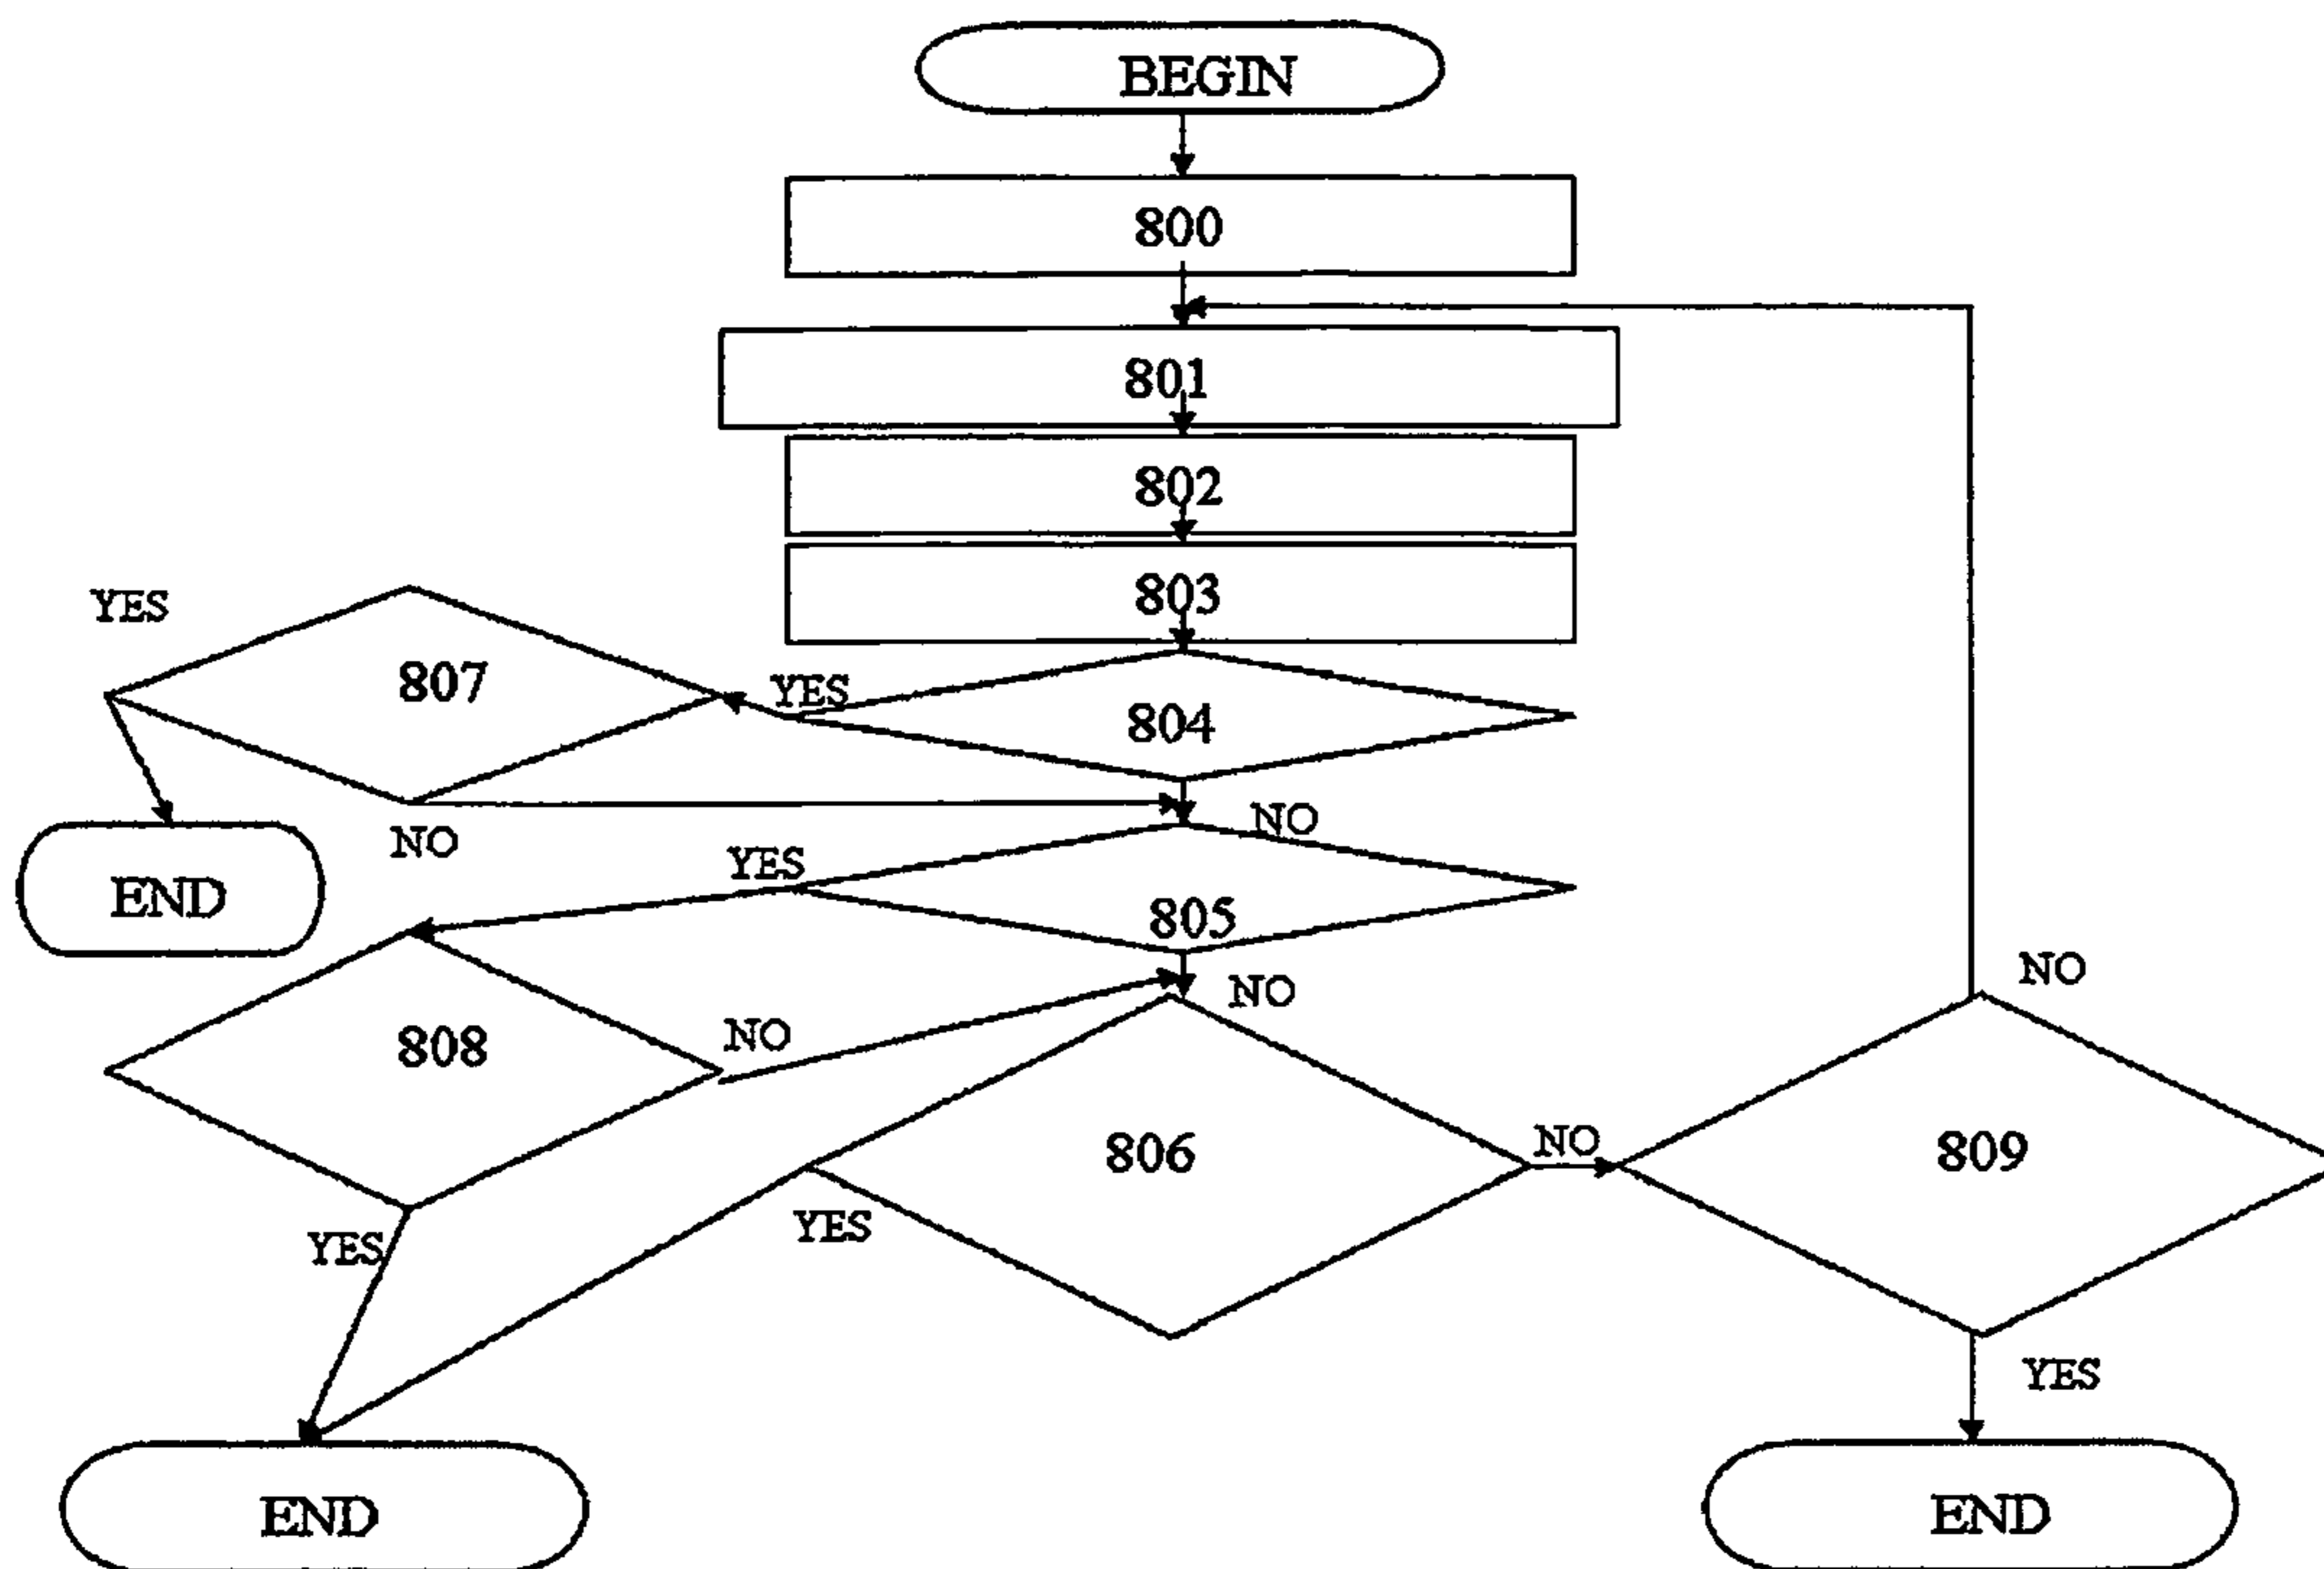 BEGIN
800
801
802
803
YES
807
YES
804
NO
NO
YES
END
805
NO
NO
808
NO
806
NO
809
YES
YES
YES
END
END